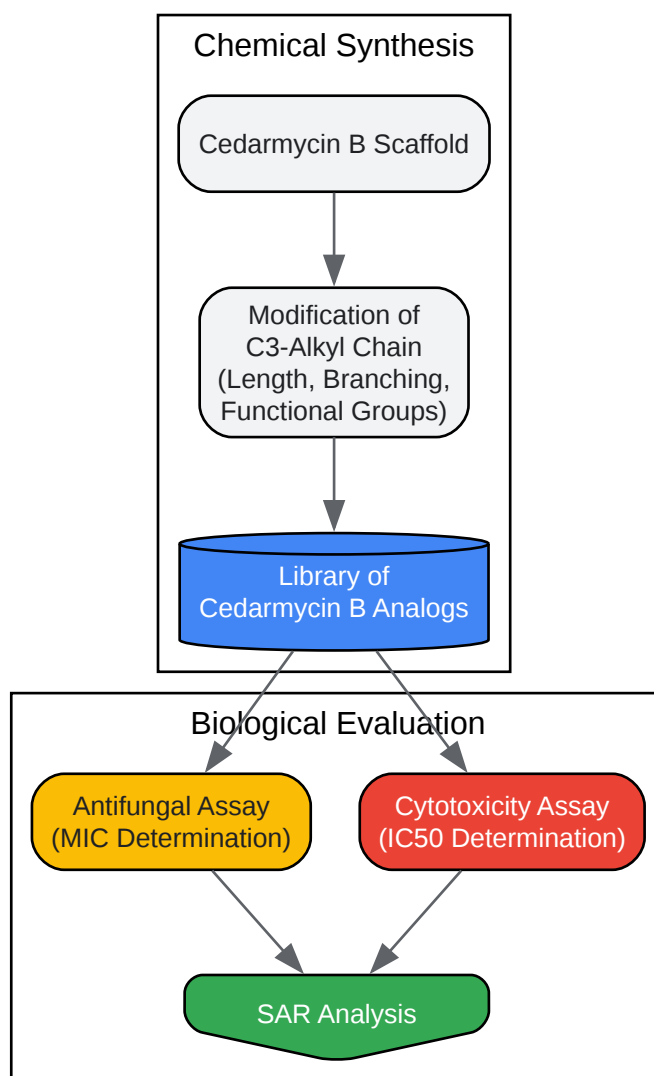 Chemical Synthesis
Cedarmycin B Scaffold
Modification of
C3-Alkyl Chain
(Length, Branching,
Functional Groups)
Library of
Cedarmycin B Analogs
Biological Evaluation
Antifungal Assay
(MIC Determination)
Cytotoxicity Assay
(IC50 Determination)
SAR Analysis